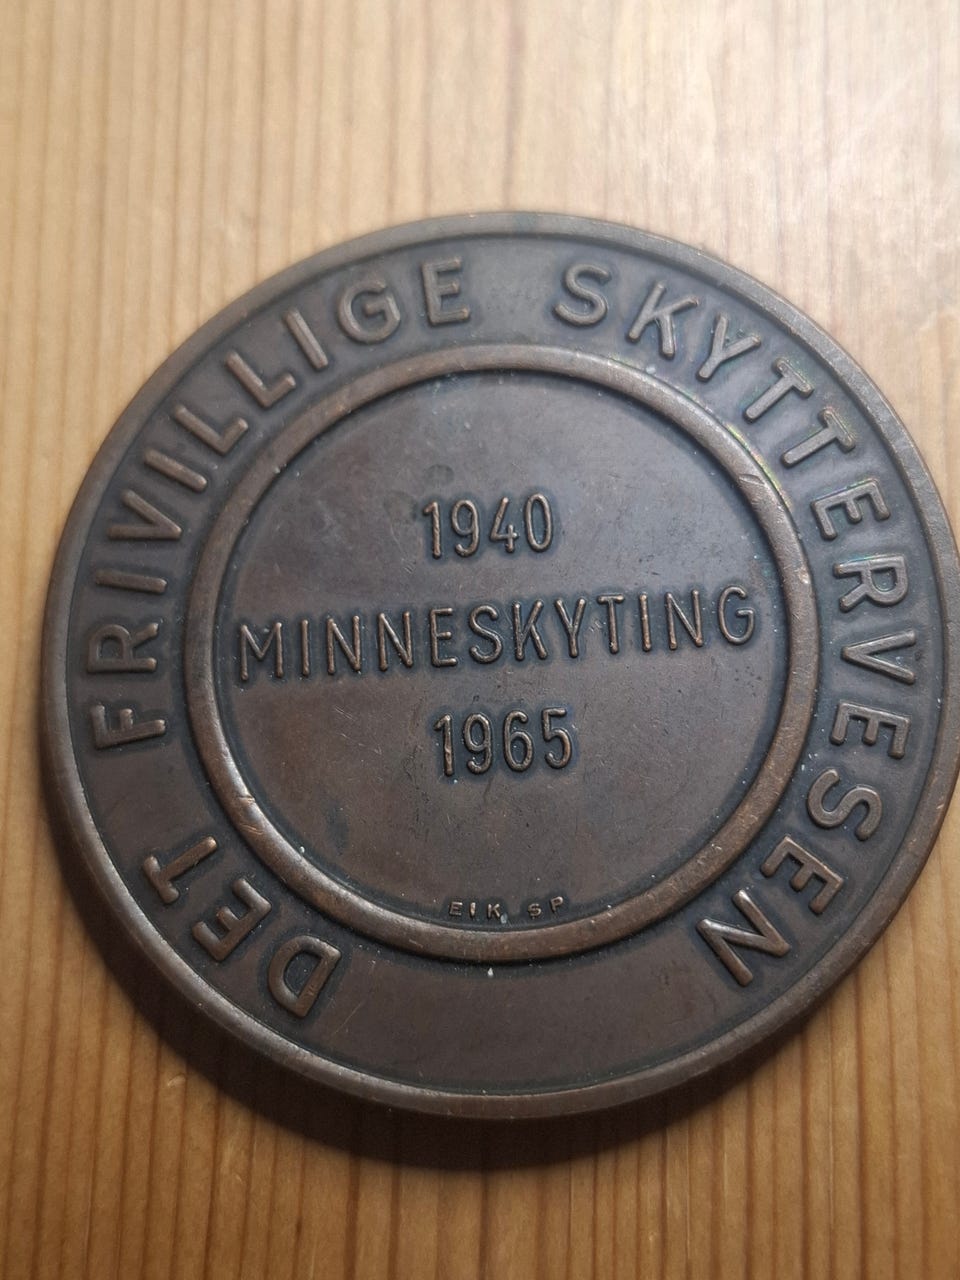 DET FRIVILLIGE SKYTTERVESEN
1940
MINNESKYTING
1965
EIK SP